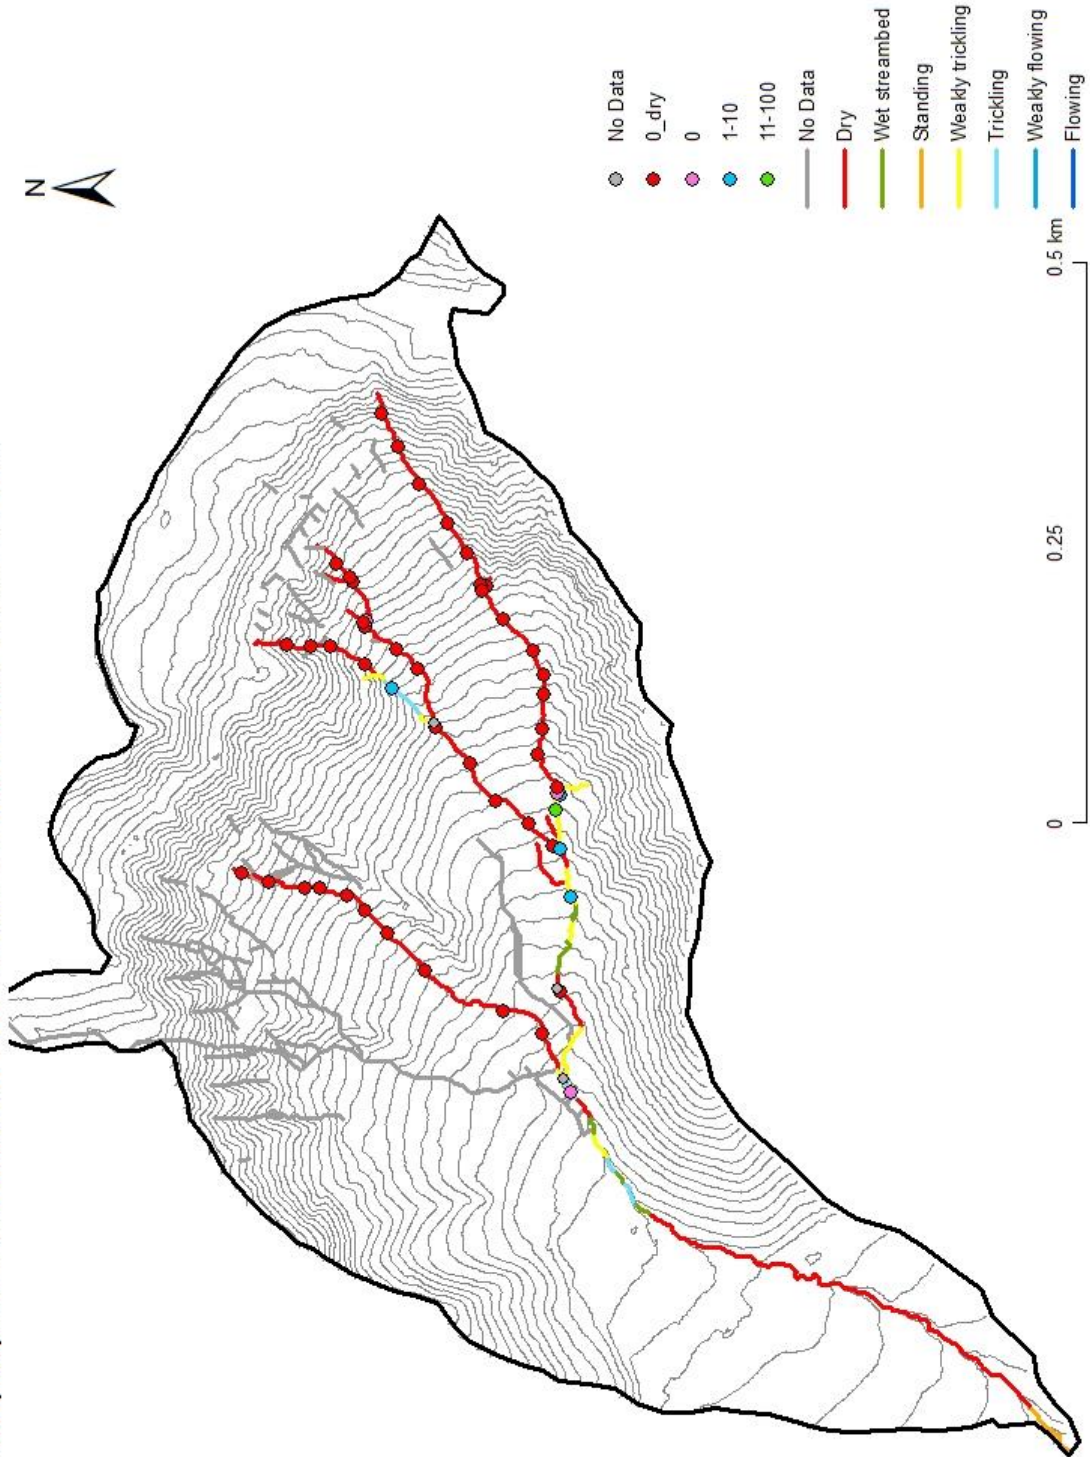 N
No Data
0_dry
0
1-10
11-100
No Data
Dry
Wet streambed
Standing
Weakly trickling
Trickling
Weakly flowing
Flowing
0
0.25
0.5 km